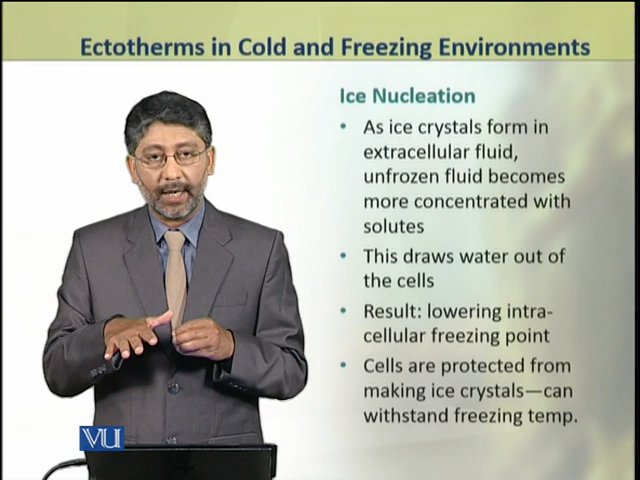 Ectotherms in Cold and Freezing Environments
Ice Nucleation
• As ice crystals form in
extracellular fluid,
unfrozen fluid becomes
more concentrated with
solutes
• This draws water out of
the cells
• Result: lowering intra-
cellular freezing point
• Cells are protected from
making ice crystals—can
withstand freezing temp.
VU